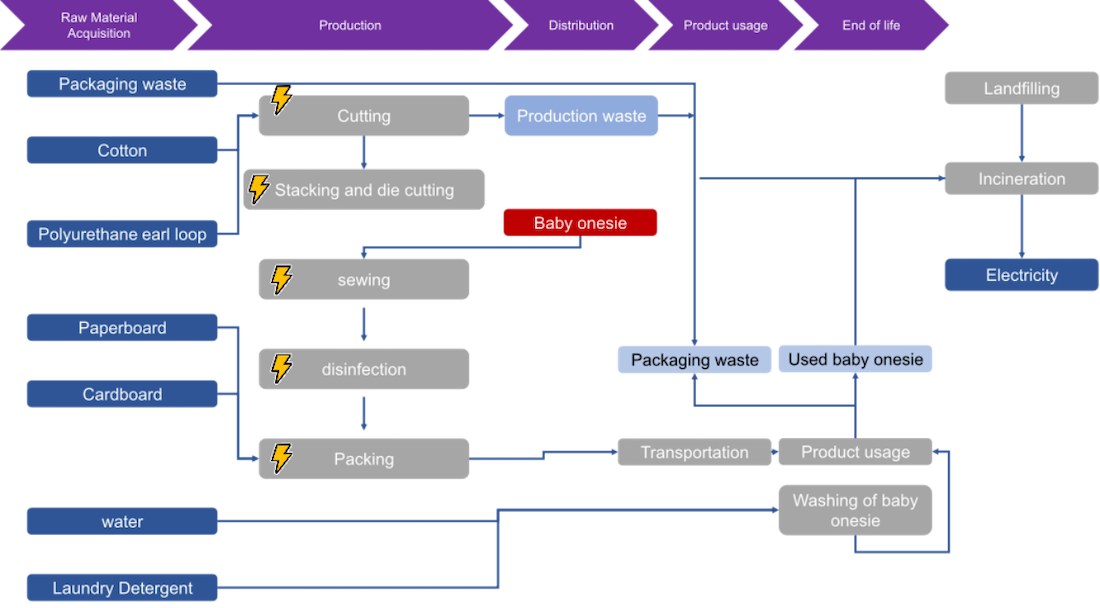 Raw Material
Acquisition
Production
Distribution
Product usage
End of life
Packaging waste
Cotton
Polyurethane earl loop
Paperboard
Cardboard
water
Laundry Detergent
Cutting
Stacking and die cutting
sewing
disinfection
Packing
Production waste
Baby onesie
Packaging waste
Used baby onesie
Transportation
Product usage
Washing of baby
onesie
Landfilling
Incineration
Electricity